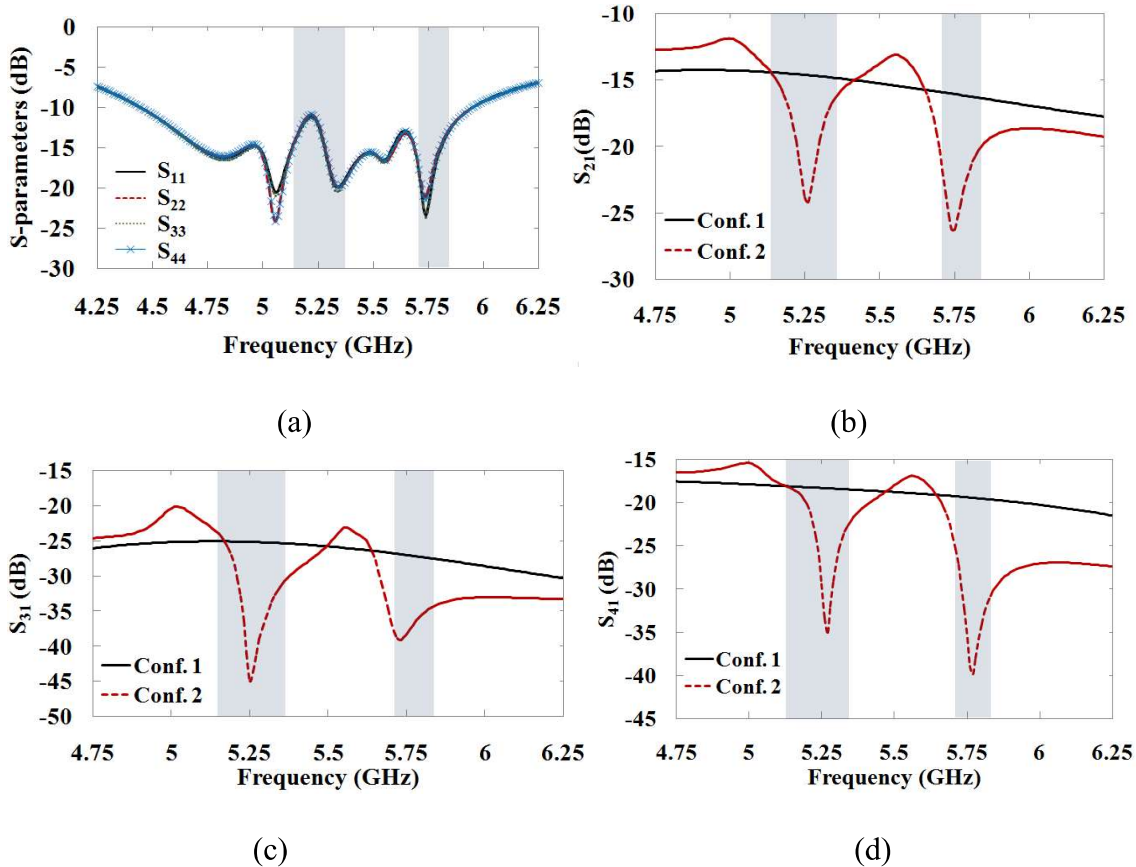 0
-5
-10
-15
-20
-25
-30
S-parameters (dB)
S11
S22
S33
S44
4.25 4.5 4.75 5 5.25 5.5 5.75 6 6.25
Frequency (GHz)
(a)
-10
-15
-20
-25
-30
S21(dB)
Conf. 1
Conf. 2
4.75 5 5.25 5.5 5.75 6 6.25
Frequency (GHz)
(b)
-15
-20
-25
-30
-35
-40
-45
-50
S31 (dB)
Conf. 1
Conf. 2
4.75 5 5.25 5.5 5.75 6 6.25
Frequency (GHz)
(c)
-15
-20
-25
-30
-35
-40
-45
S41 (dB)
Conf. 1
Conf. 2
4.75 5 5.25 5.5 5.75 6 6.25
Frequency (GHz)
(d)